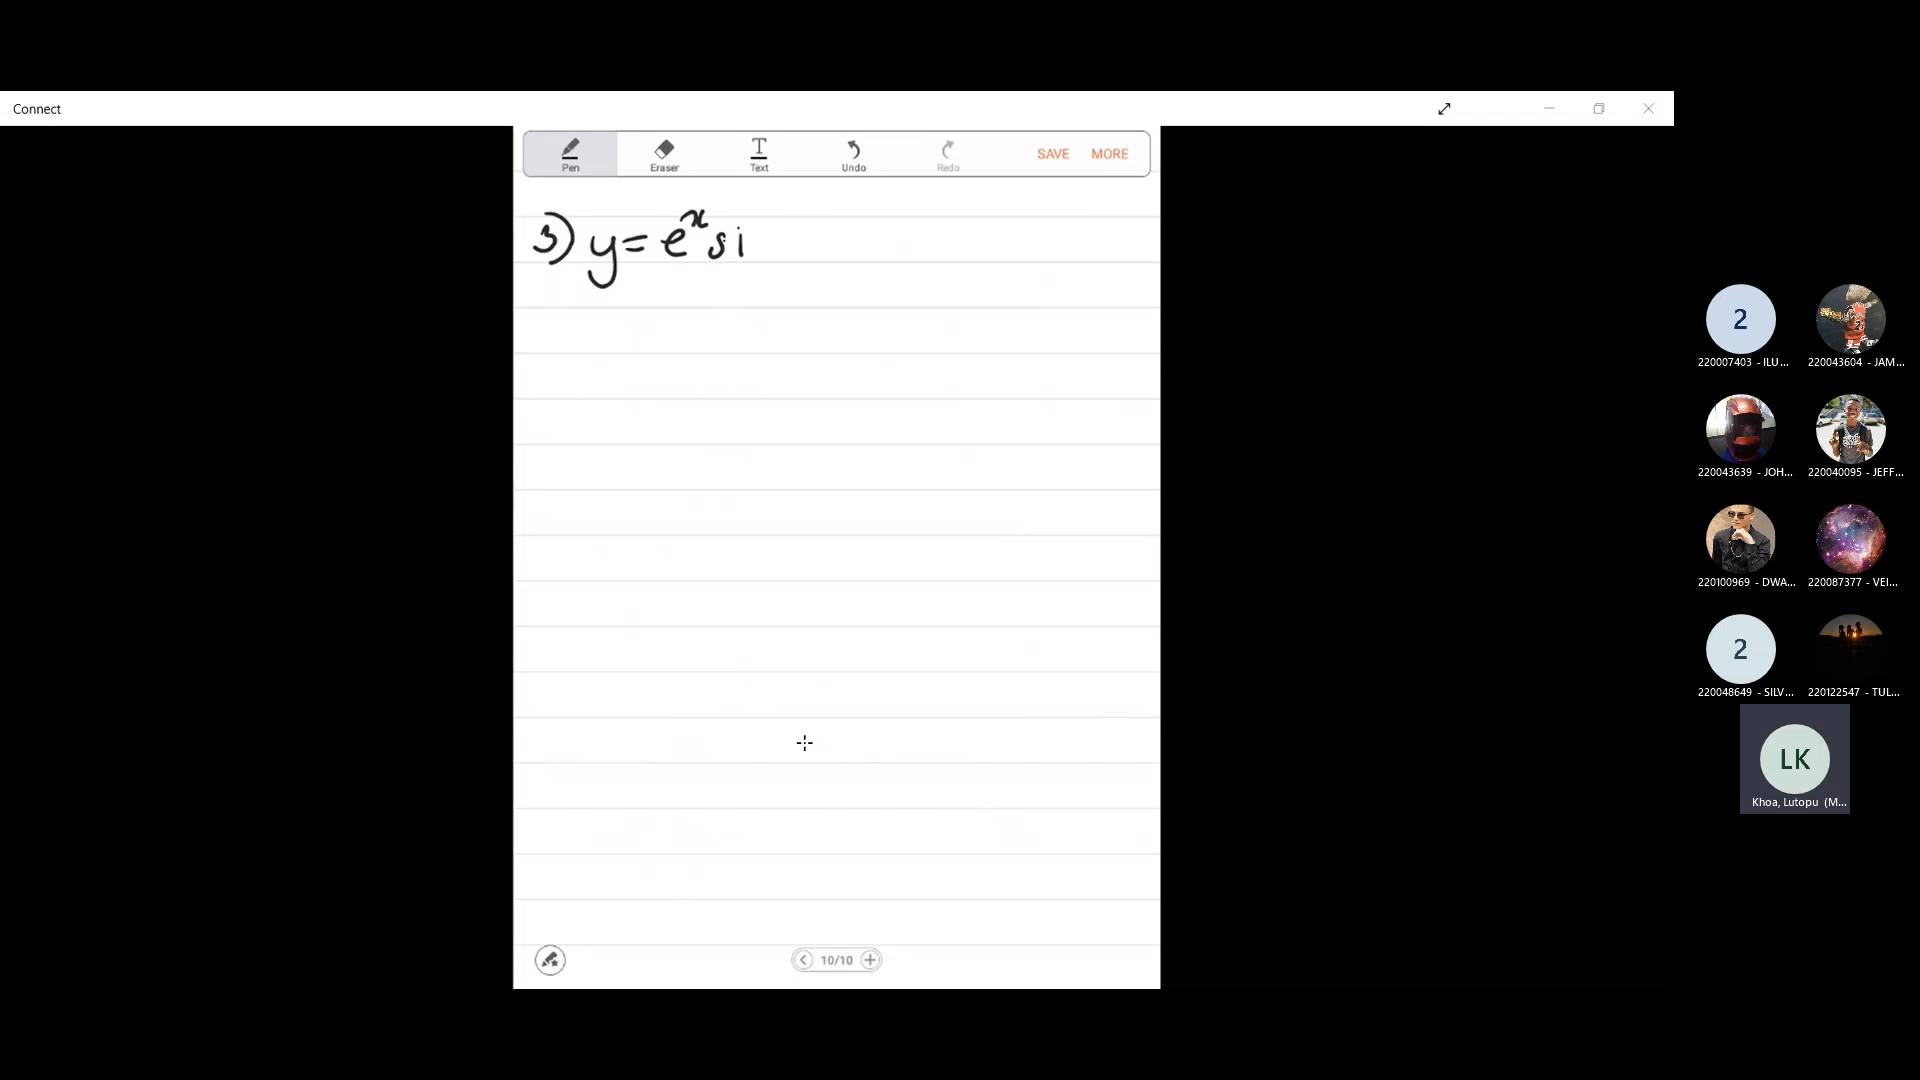 Connect
Pen
Eraser
Text
Undo
Redo
SAVE
MORE
3) y = e^x si
2
220007403 - ILU...
220043604 - JAM...
220043639 - JOH...
220040095 - JEFF...
220100969 - DWA...
220087377 - VEI...
2
220048649 - SILV...
220122547 - TUL...
LK
Khoa, Lutopu (M...
10/10